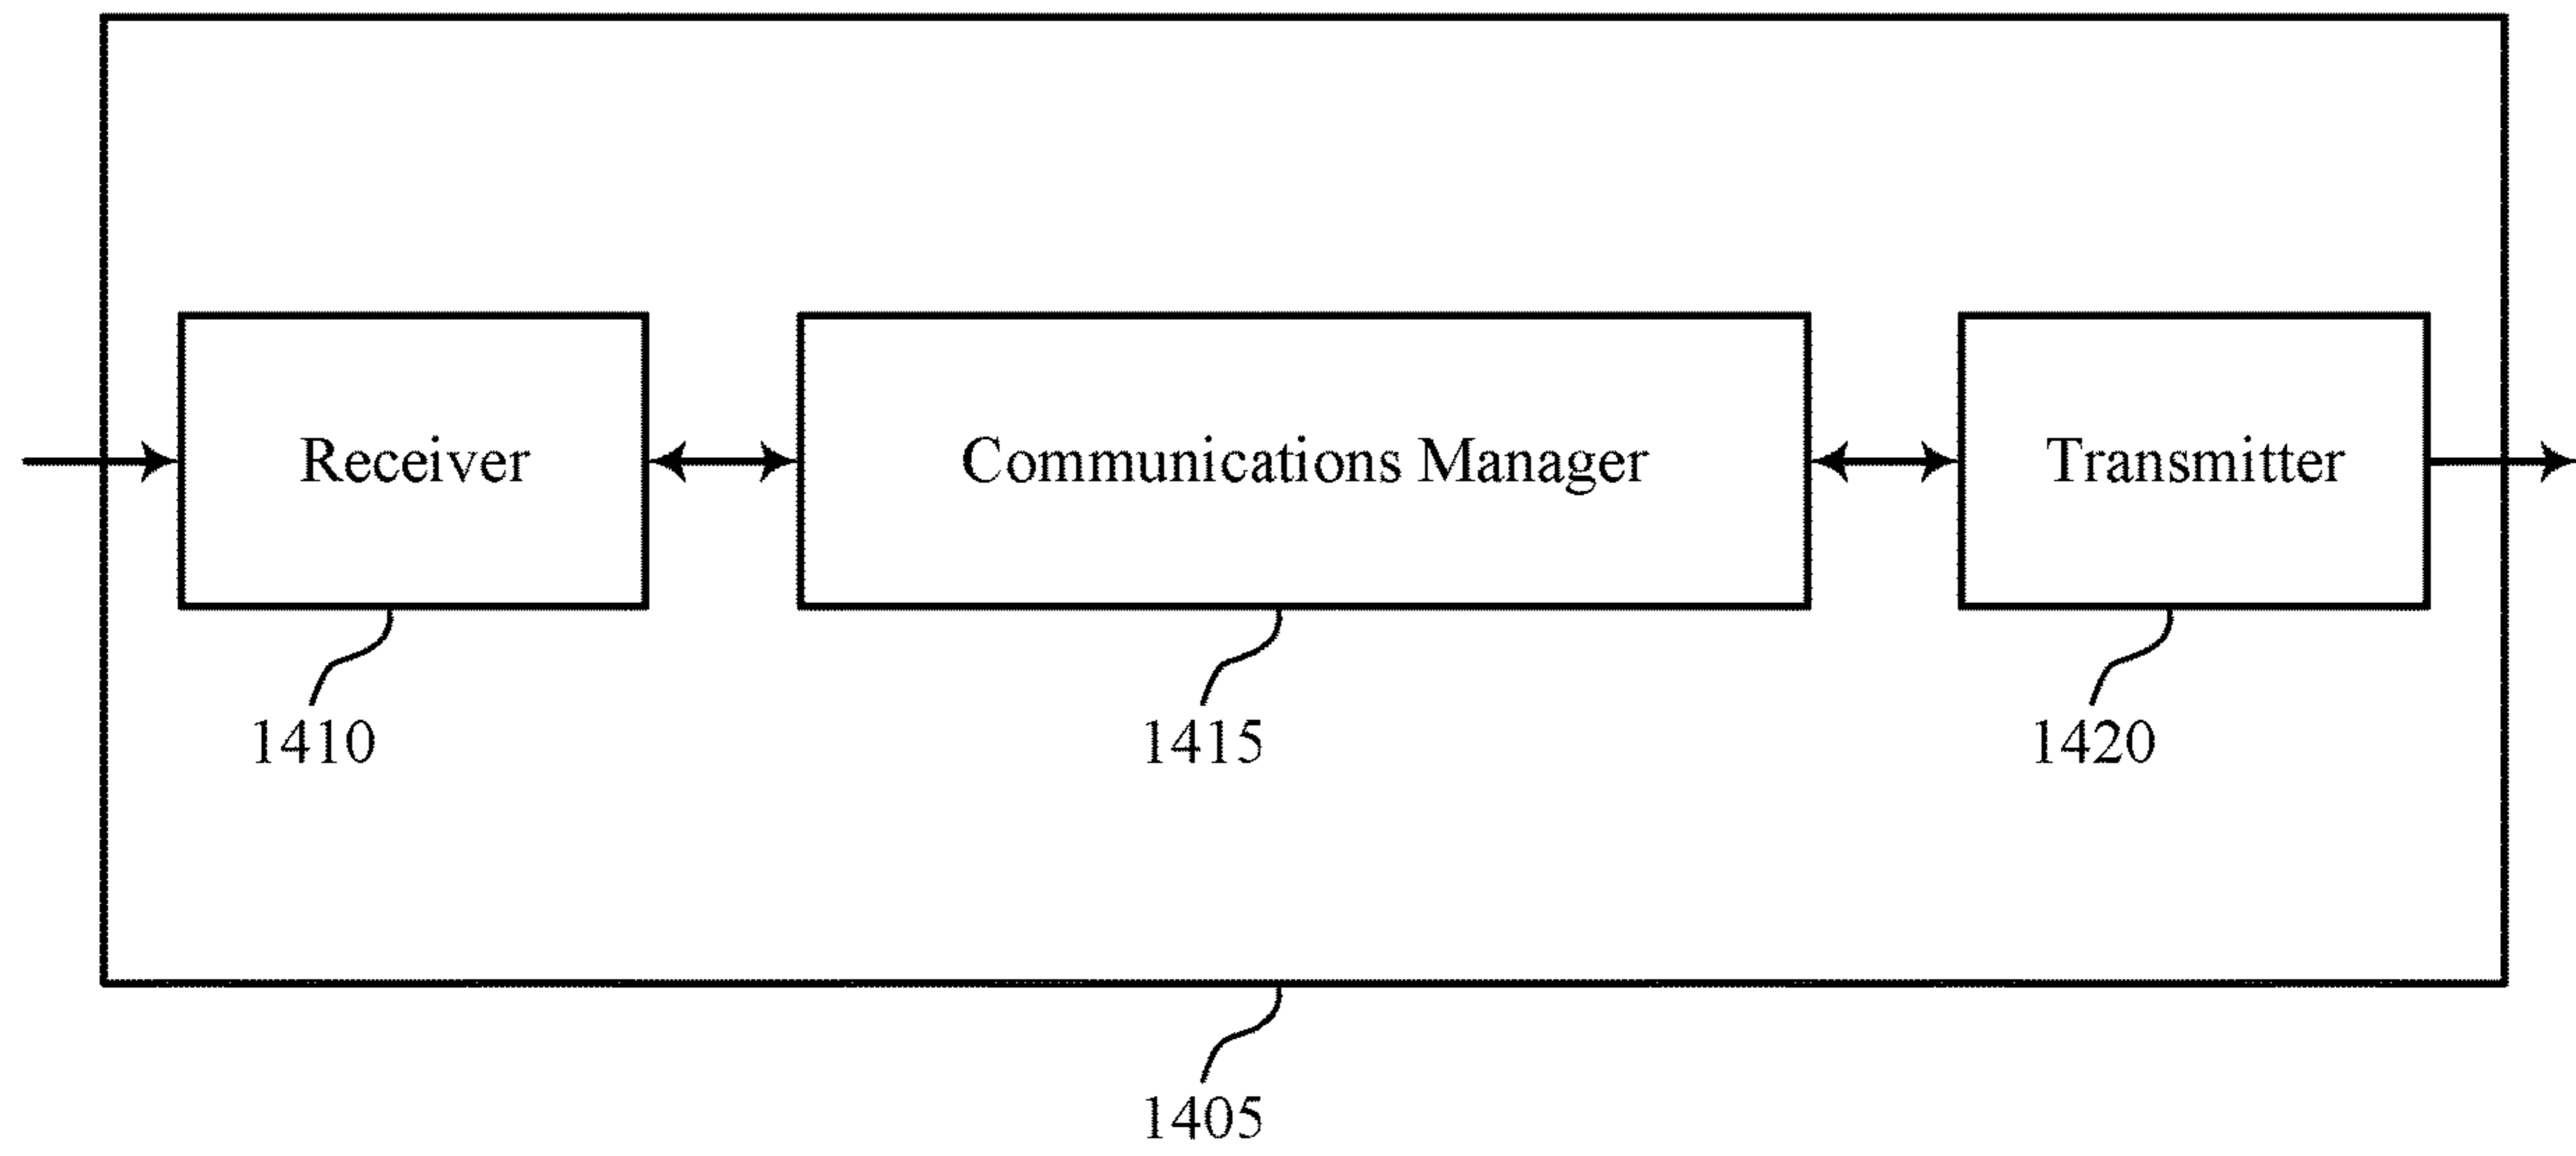 Receiver
Communications Manager
Transmitter
1410
1415
1420
1405